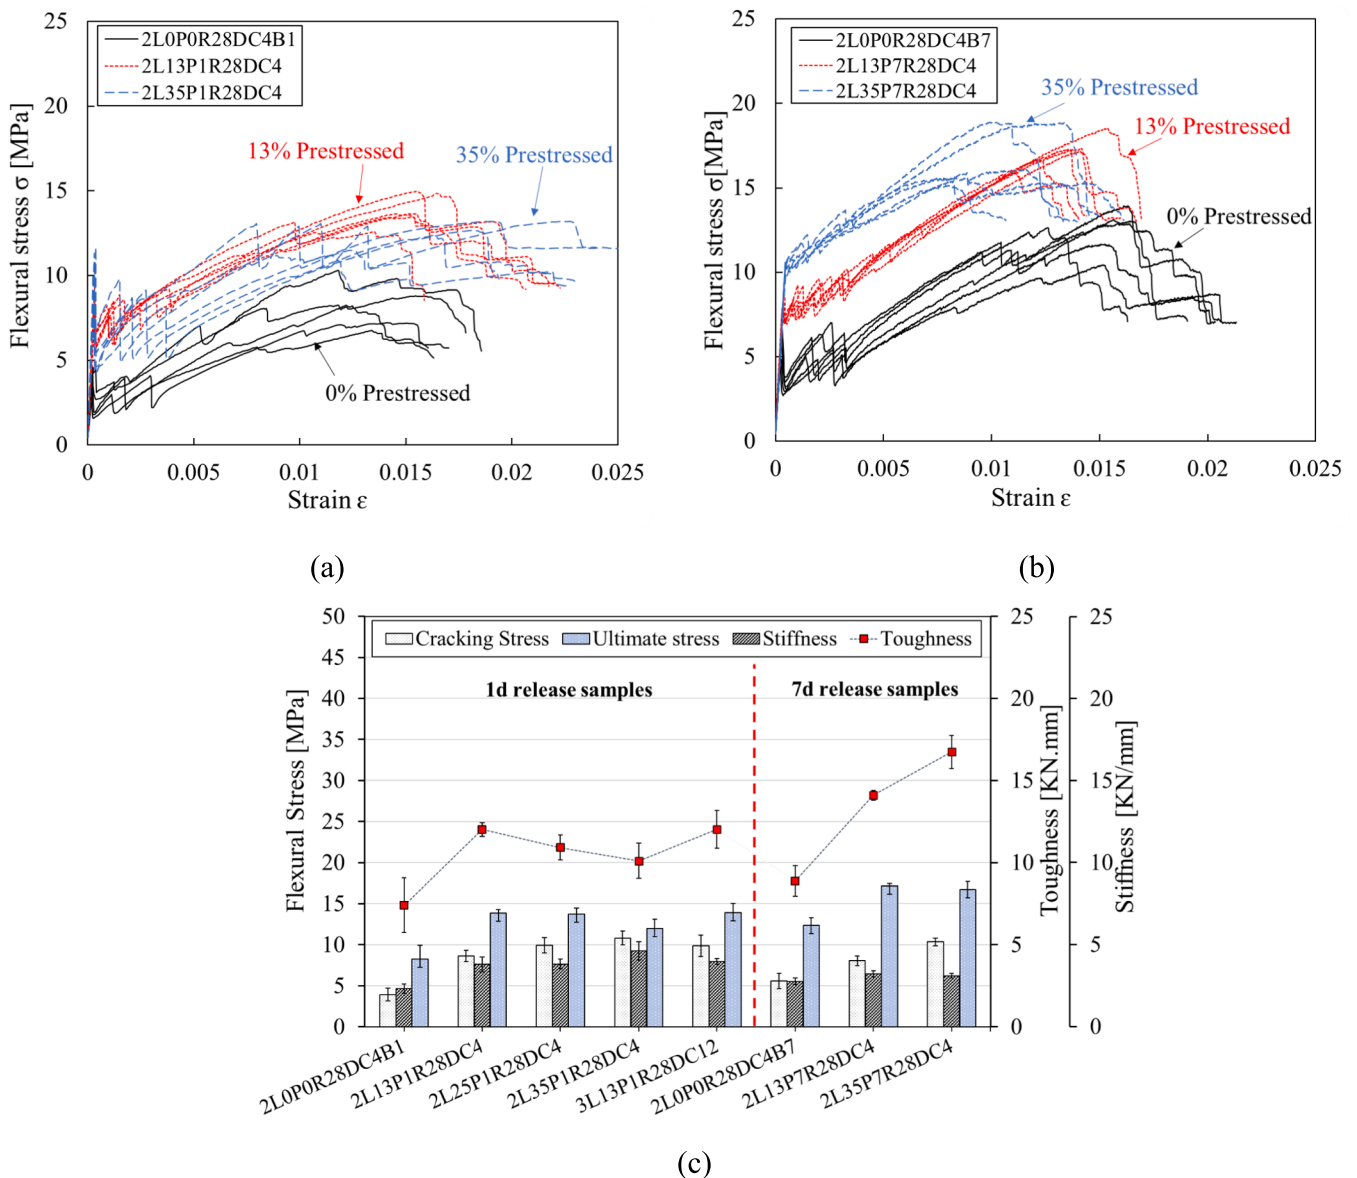 25
20
15
10
5
0
Flexural stress σ [MPa]
2L0P0R28DC4B1
2L13P1R28DC4
2L35P1R28DC4
13% Prestressed
35% Prestressed
0% Prestressed
0 0.005 0.01 0.015 0.02 0.025
Strain ε
(a)
25
20
15
10
5
0
Flexural stress σ[MPa]
2L0P0R28DC4B7
2L13P7R28DC4
2L35P7R28DC4
35% Prestressed
13% Prestressed
0% Prestressed
0 0.005 0.01 0.015 0.02 0.025
Strain ε
(b)
50
45
40
35
30
25
20
15
10
5
0
Flexural Stress [MPa]
Cracking Stress Ultimate stress Stiffness Toughness
1d release samples 7d release samples
25
20
15
10
5
0
Toughness [KN.mm]
25
20
15
10
5
0
Stiffness [KN/mm]
2L0P0R28DC4B1
2L13P1R28DC4
2L25P1R28DC4
2L35P1R28DC4
3L13P1R28DC12
2L0P0R28DC4B7
2L13P7R28DC4
2L35P7R28DC4
(c)